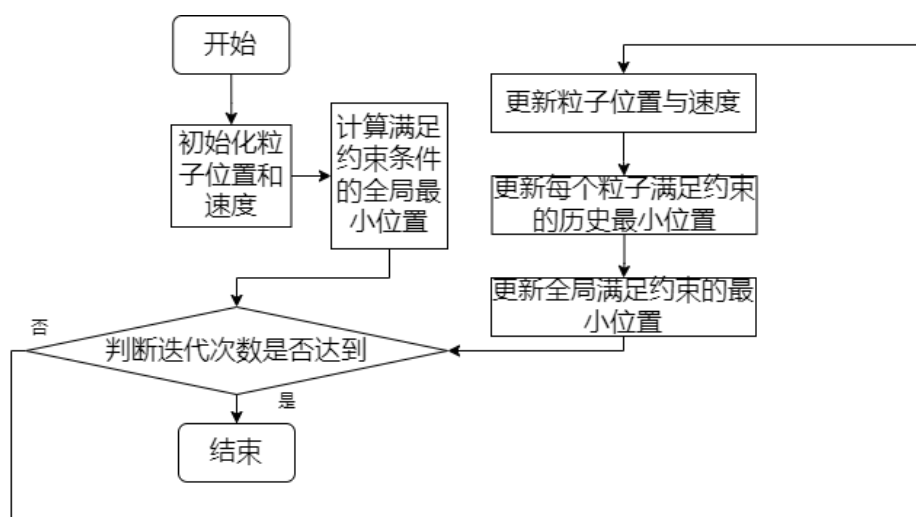 开始
初始化粒
子位置和
速度
计算满足
约束条件
的全局最
小位置
更新粒子位置与速度
更新每个粒子满足约束
的历史最小位置
更新全局满足约束的最
小位置
否
判断迭代次数是否达到
是
结束